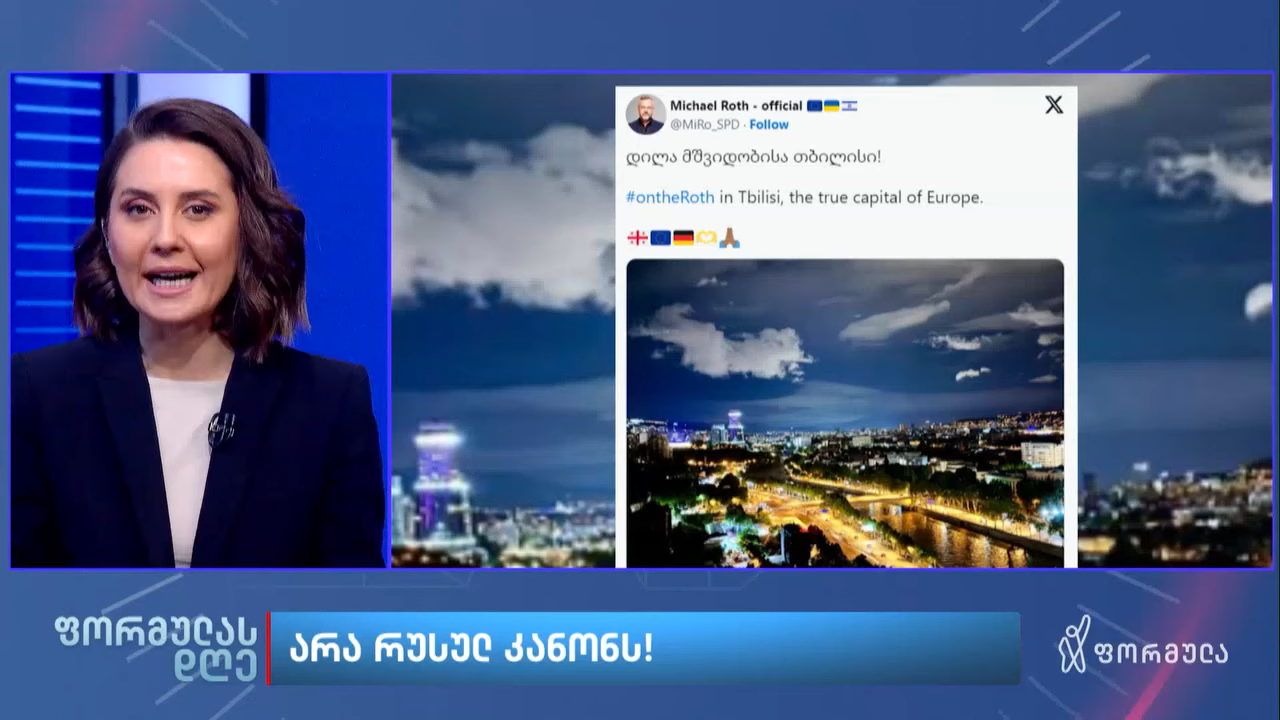 Michael Roth - official 🇪🇺🇺🇦🇮🇱
@MiRo_SPD · Follow
დილა მშვიდობისა თბილისი!
#ontheRoth in Tbilisi, the true capital of Europe.
🇬🇪🇪🇺🇩🇪🫶🙏🏾
ფორმულას
დღე
არა რუსულ კანონს!
ფორმულა